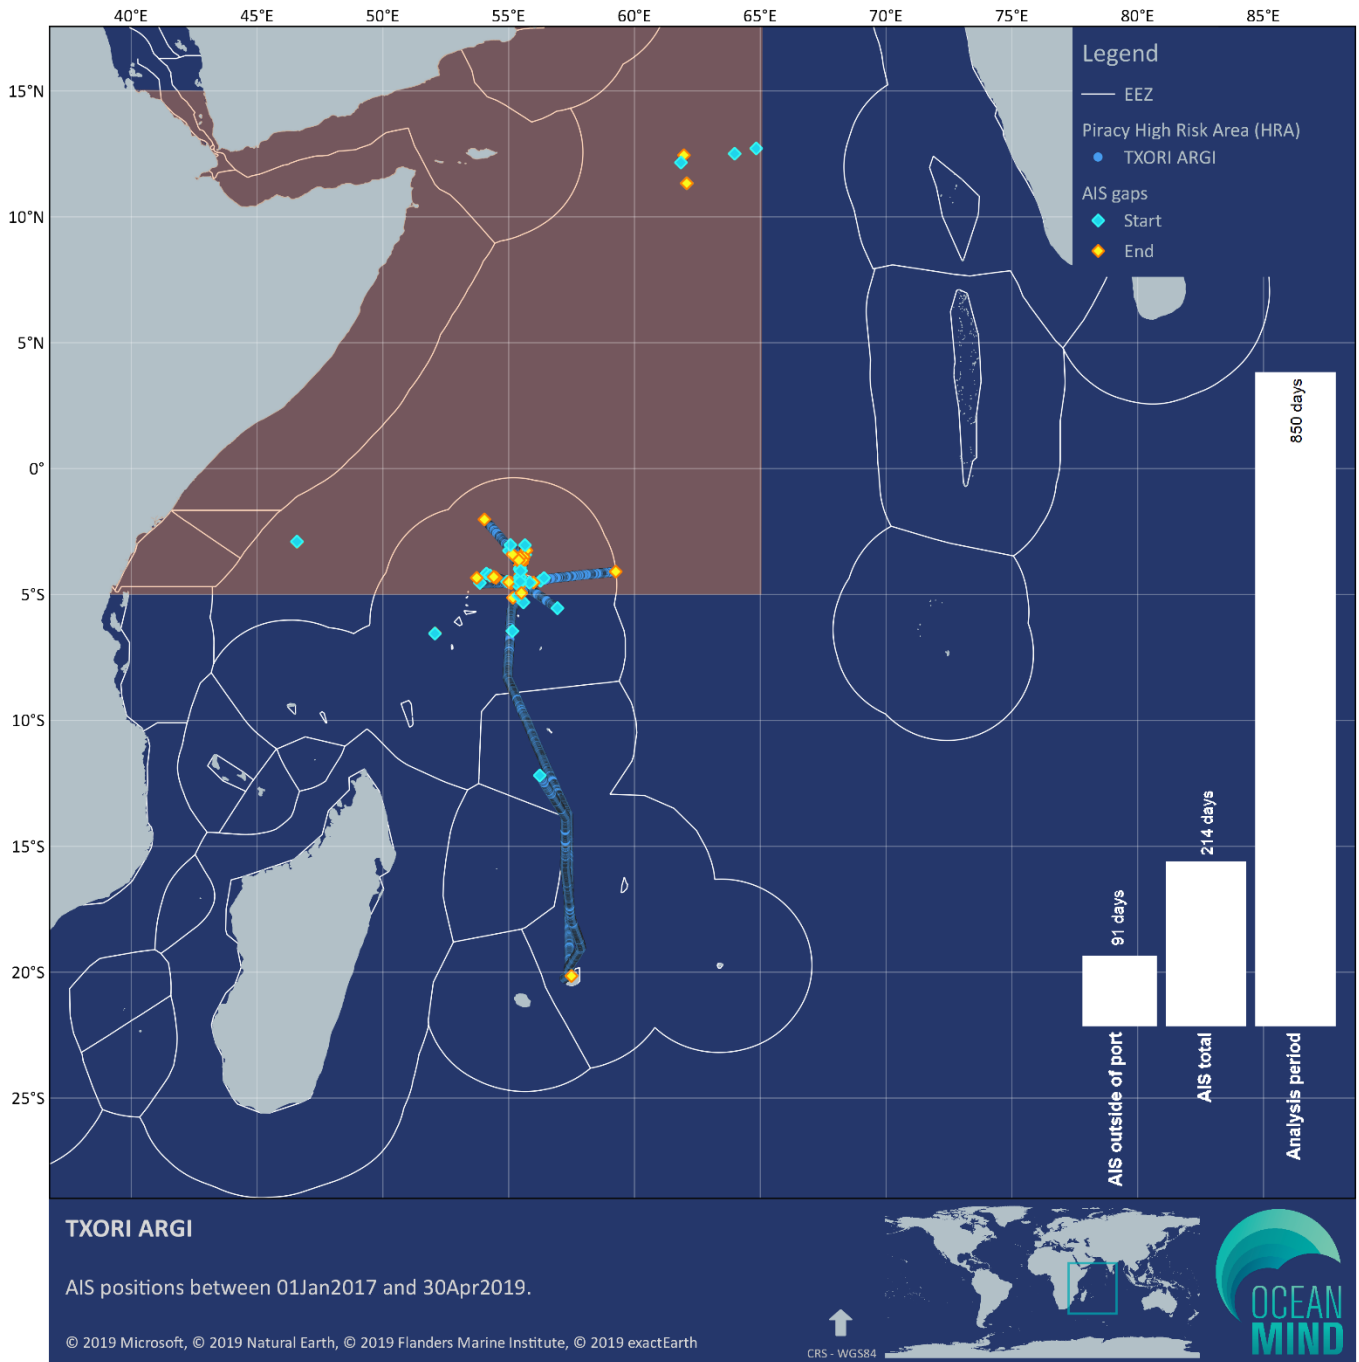 40°E 45°E 50°E 55°E 60°E 65°E 70°E 75°E 80°E 85°E
15°N
10°N
5°N
0°
5°S
10°S
15°S
20°S
25°S
Legend
EEZ
Piracy High Risk Area (HRA)
TXORI ARGI
AIS gaps
Start
End
91 days
214 days
850 days
AIS outside of port
AIS total
Analysis period
TXORI ARGI
AIS positions between 01Jan2017 and 30Apr2019.
© 2019 Microsoft, © 2019 Natural Earth, © 2019 Flanders Marine Institute, © 2019 exactEarth
CRS - WGS84
OCEAN
MIND